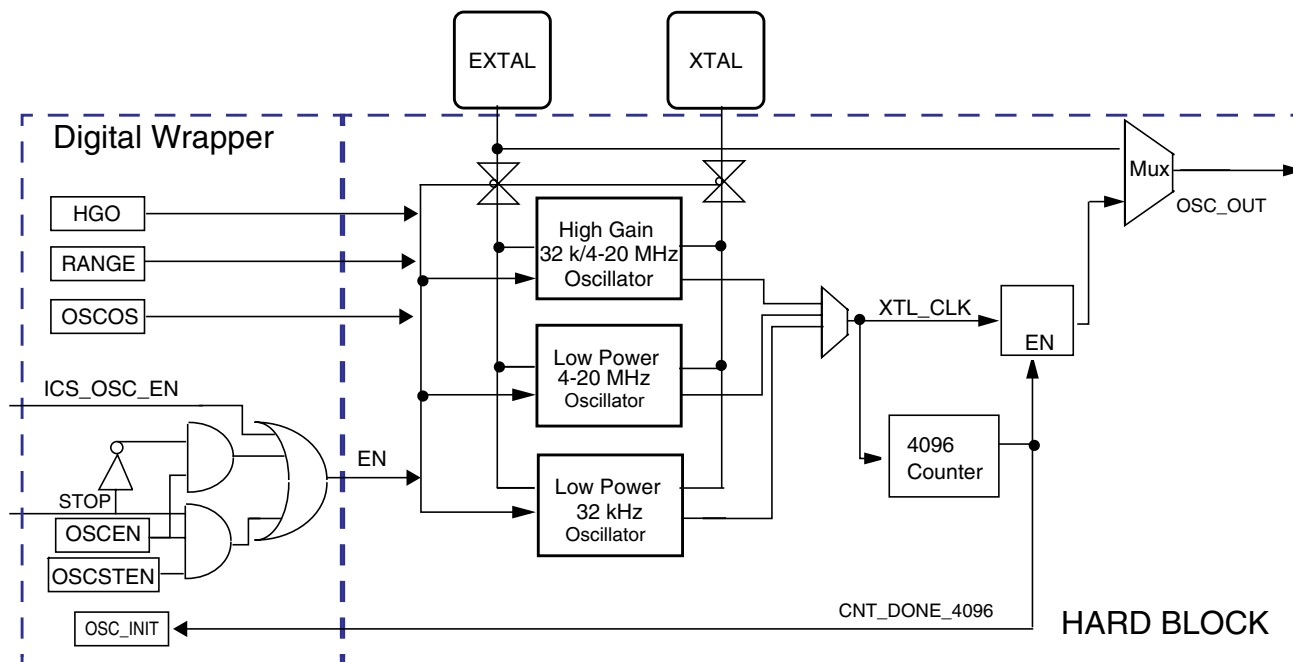 EXTAL
XTAL
Digital Wrapper
Mux
OSC_OUT
HGO
RANGE
OSCOS
High Gain
32 k/4-20 MHz
Oscillator
XTL_CLK
EN
Low Power
4-20 MHz
Oscillator
ICS_OSC_EN
EN
4096
Counter
STOP
OSCEN
OSCSTEN
Low Power
32 kHz
Oscillator
OSC_INIT
CNT_DONE_4096
HARD BLOCK